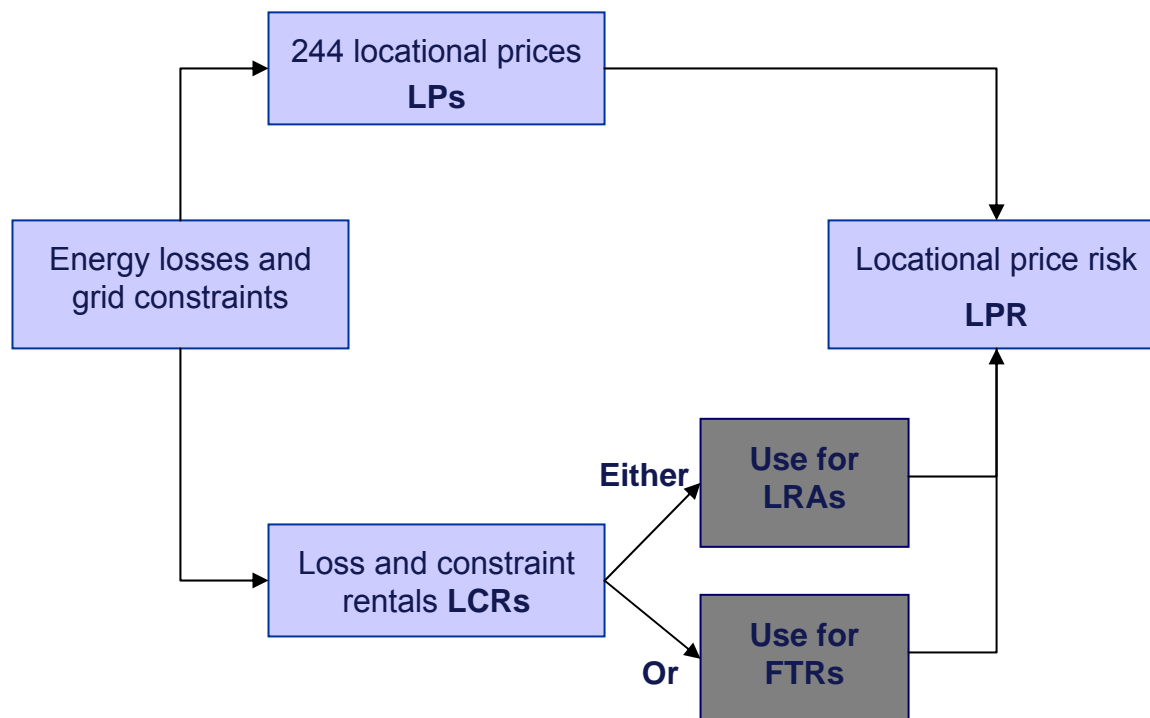 244 locational prices
LPs
Energy losses and
grid constraints
Locational price risk
LPR
Either
Use for
LRAs
Loss and constraint
rentals LCRs
Or
Use for
FTRs